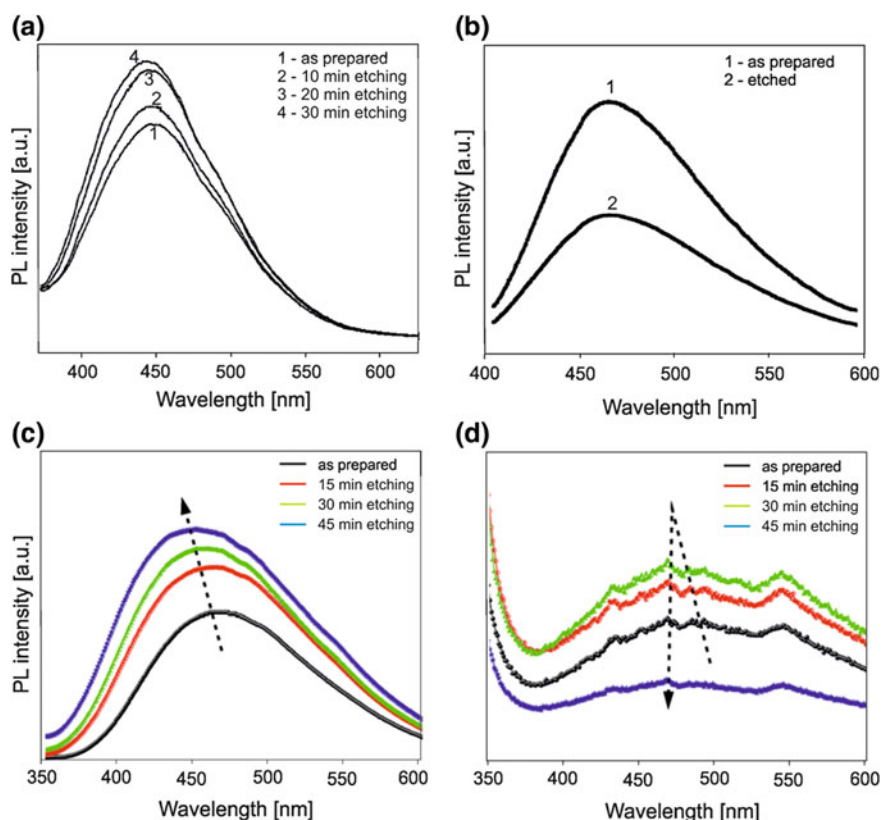 (a)
1 - as prepared
2 - 10 min etching
3 - 20 min etching
4 - 30 min etching
4
3
2
1
PL intensity [a.u.]
400 450 500 550 600
Wavelength [nm]
(b)
1 - as prepared
2 - etched
1
2
PL intensity [a.u.]
400 450 500 550 600
Wavelength [nm]
(c)
as prepared
15 min etching
30 min etching
45 min etching
PL intensity [a.u.]
350 400 450 500 550 600
Wavelength [nm]
(d)
as prepared
15 min etching
30 min etching
45 min etching
PL intensity [a.u.]
350 400 450 500 550 600
Wavelength [nm]